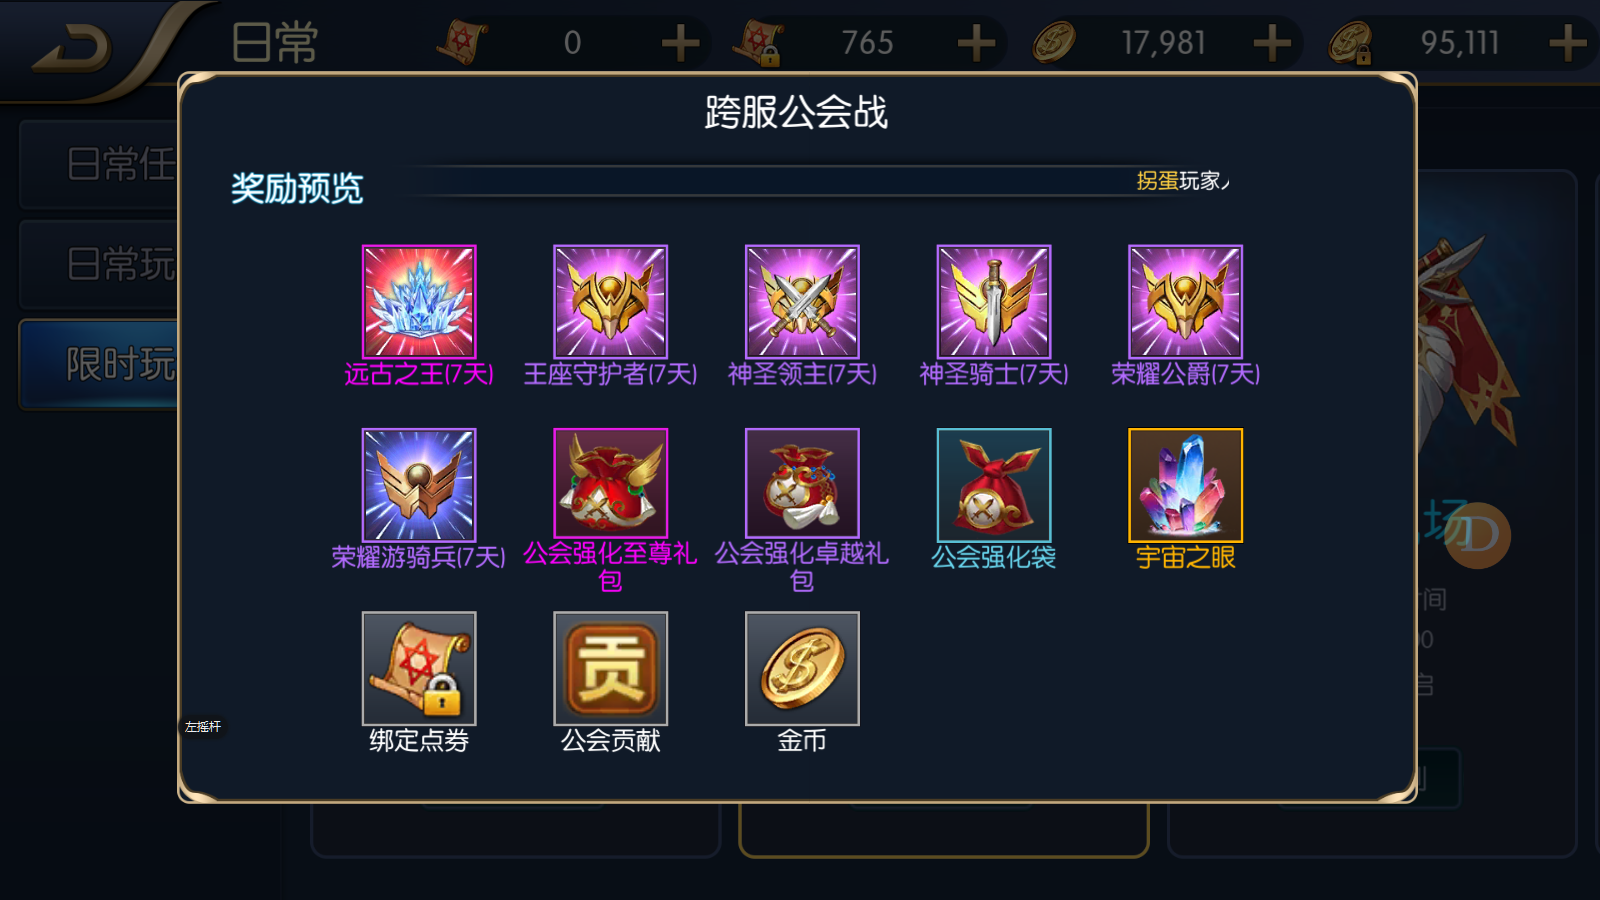 日常
0
765
17,981
95,111
跨服公会战
日常任
奖励预览
拐蛋玩家
日常玩
限时玩
远古之王(7天)
王座守护者(7天)
神圣领主(7天)
神圣骑士(7天)
荣耀公爵(7天)
荣耀游骑兵(7天)
公会强化至尊礼
包
公会强化卓越礼
包
公会强化袋
宇宙之眼
场
D
间
贡
左摇杆
绑定点券
公会贡献
金币